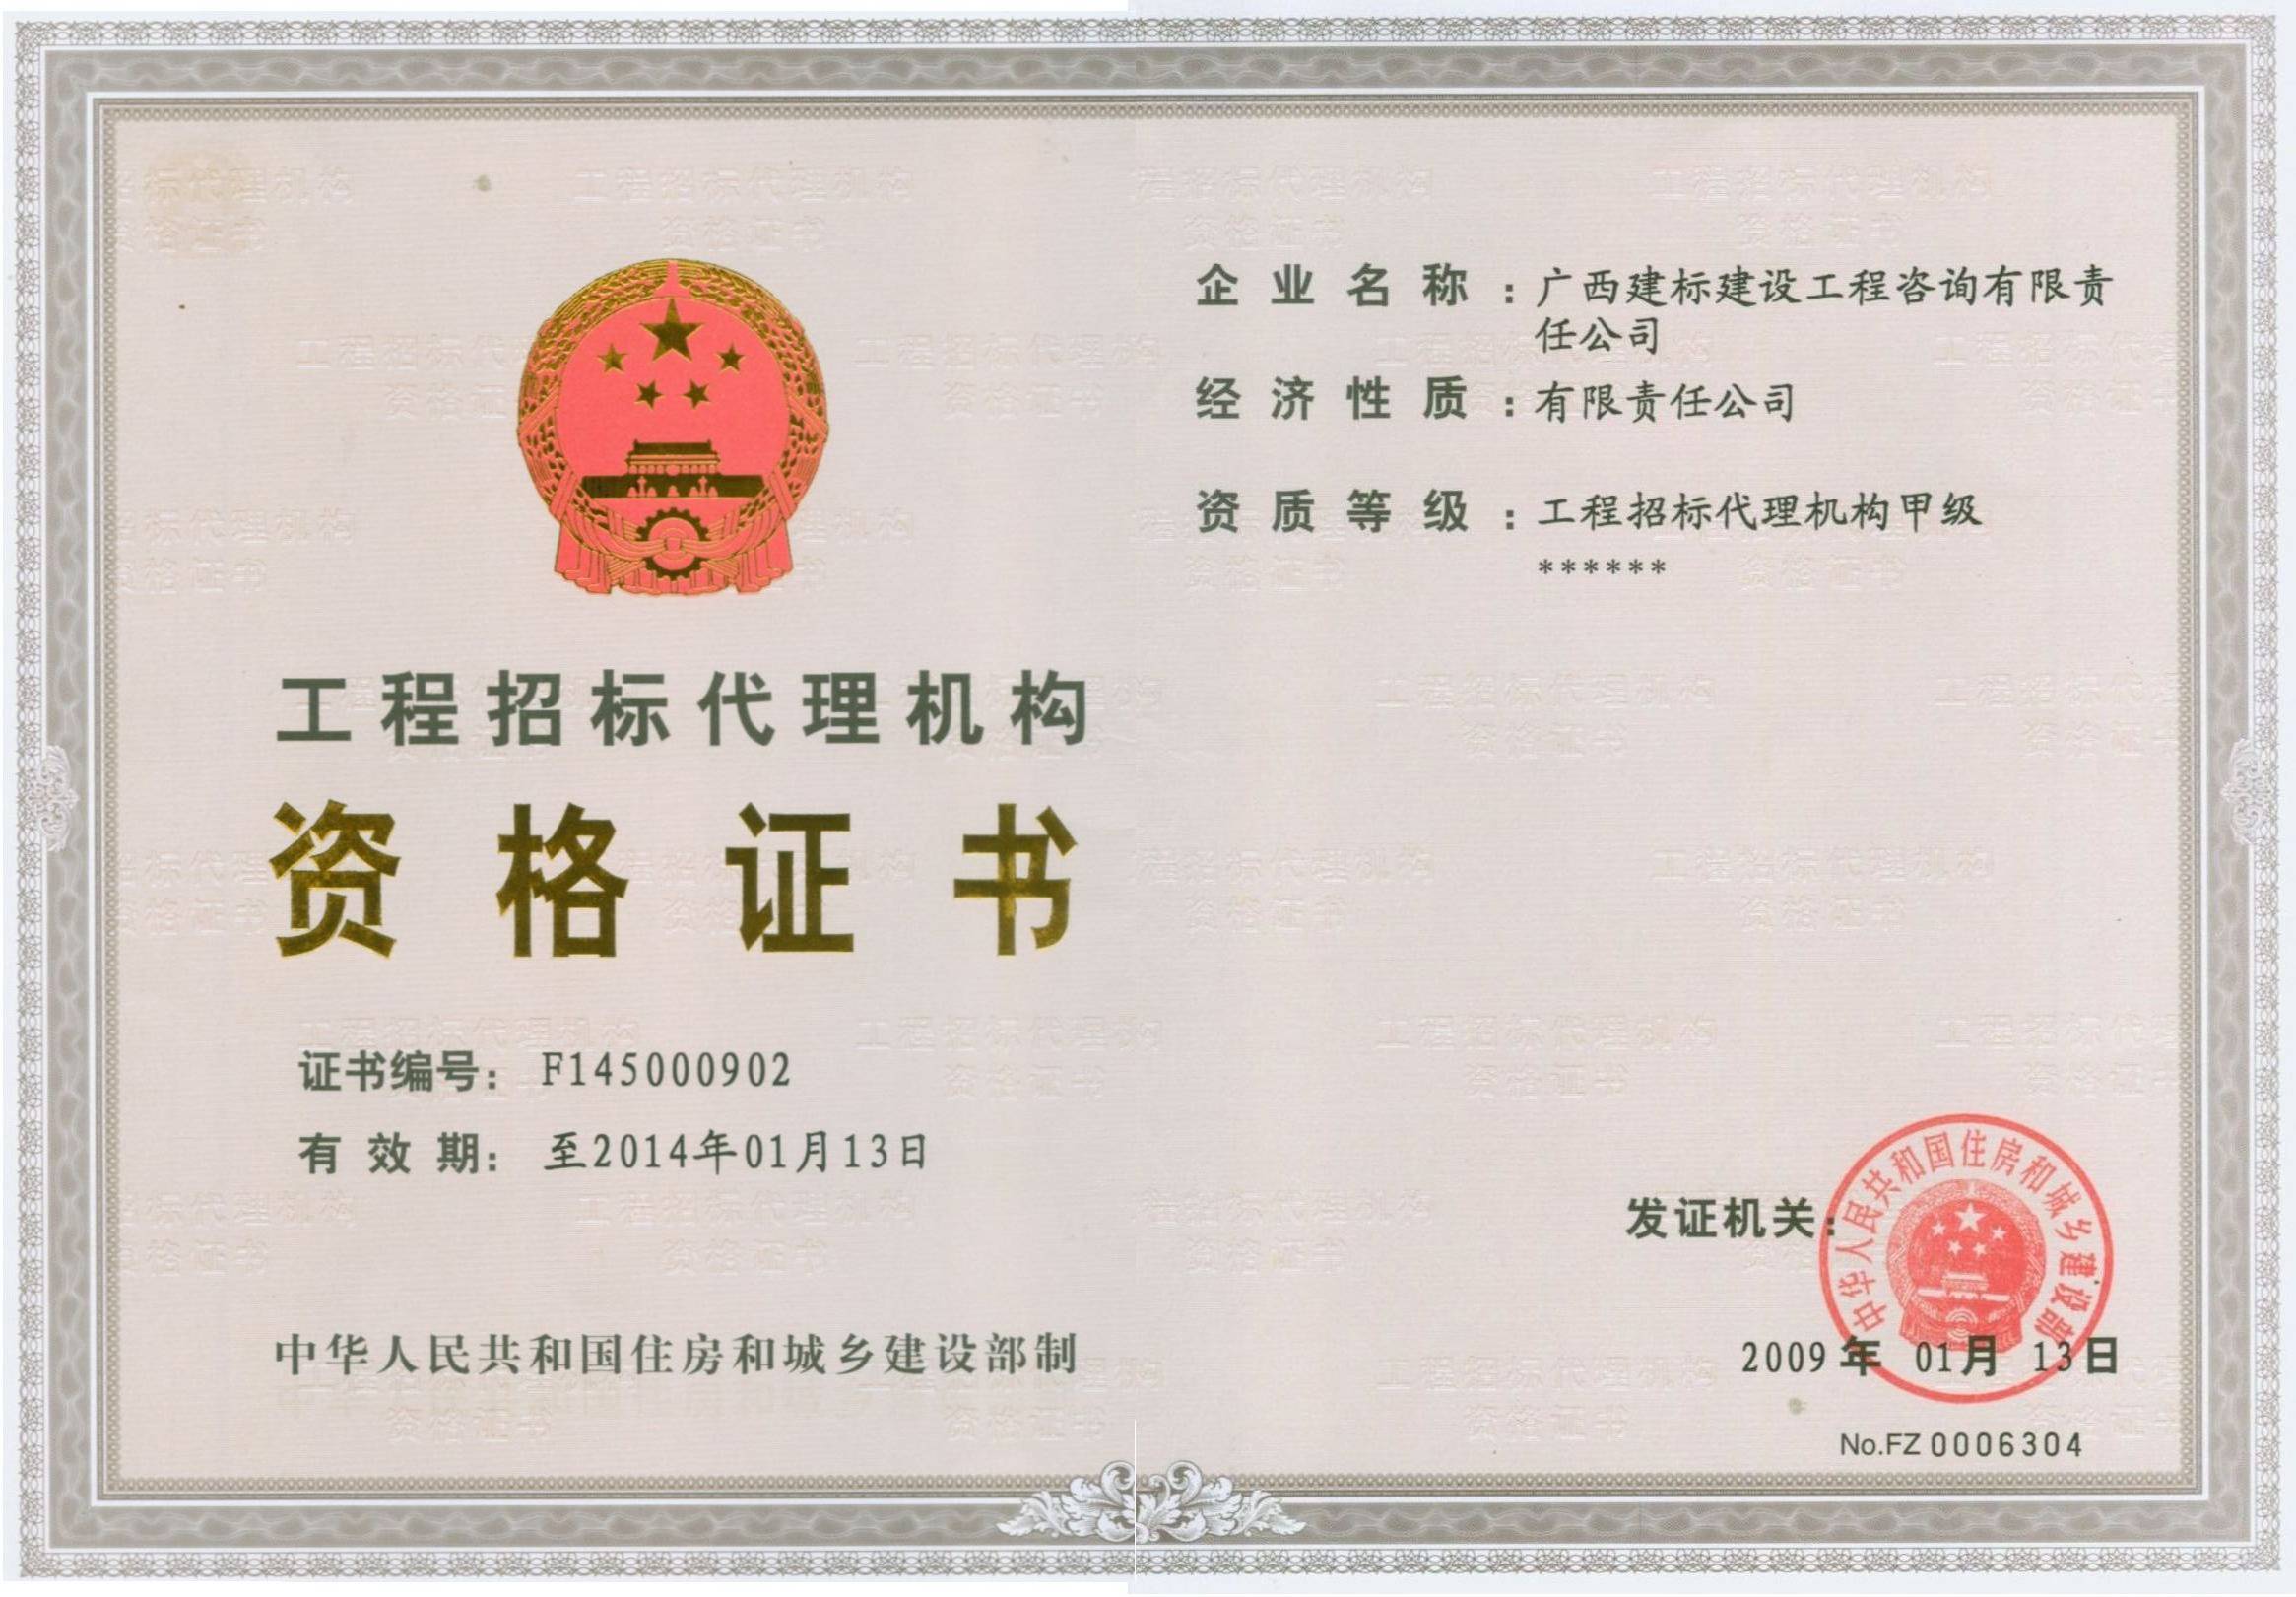 工程招标代理机构
资格证书
证书编号： F145000902
有效期： 至2014年01月13日
中华人民共和国住房和城乡建设部制
企业名称：广西建标建设工程咨询有限责
任公司
经济性质：有限责任公司
资质等级：工程招标代理机构甲级
******
发证机关：
中华人民共和国住房和城乡建设部
2009年 01月 13日
No.FZ 0006304